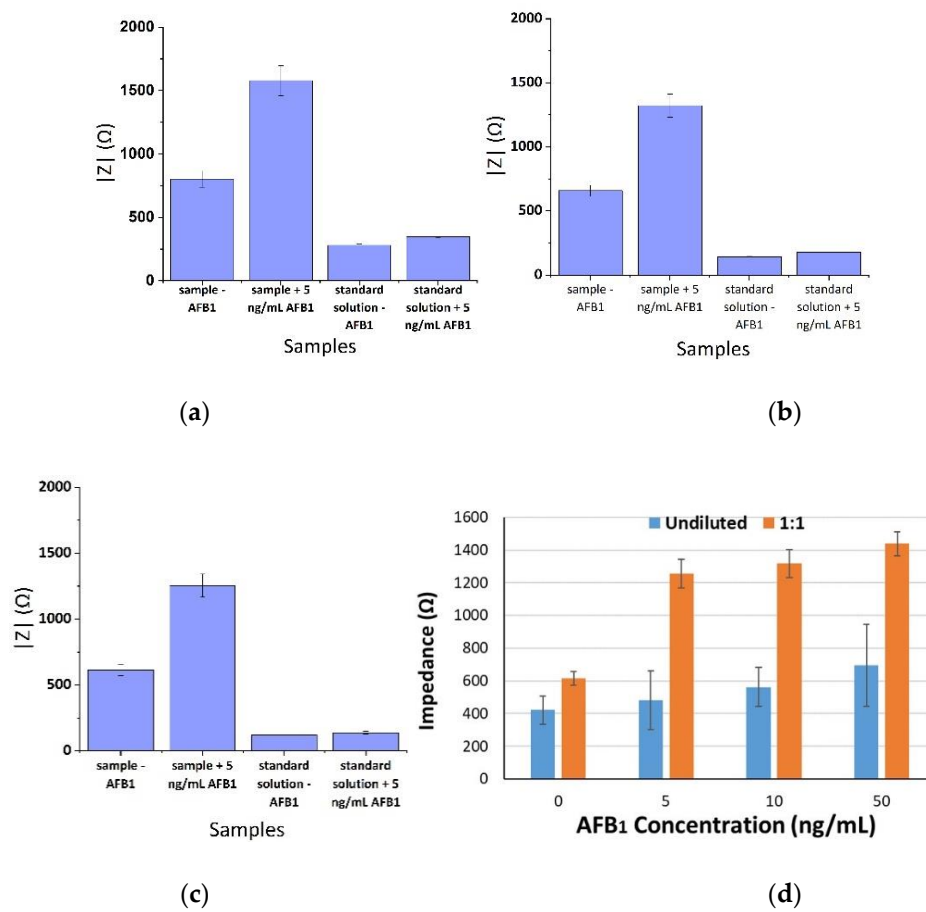 2000
1500
1000
500
0
|Z| (Ω)
sample -
AFB1
sample + 5
ng/mL AFB1
standard
solution -
AFB1
standard
solution + 5
ng/mL AFB1
Samples
(a)
2000
1500
1000
500
0
|Z| (Ω)
sample -
AFB1
sample + 5
ng/mL AFB1
standard
solution -
AFB1
standard
solution + 5
ng/mL AFB1
Samples
(b)
2000
1500
1000
500
0
|Z| (Ω)
sample -
AFB1
sample + 5
ng/mL AFB1
standard
solution -
AFB1
standard
solution + 5
ng/mL AFB1
Samples
(c)
Undiluted 1:1
1600
1400
1200
1000
800
600
400
200
0
Impedance (Ω)
0 5 10 50
AFB1 Concentration (ng/mL)
(d)